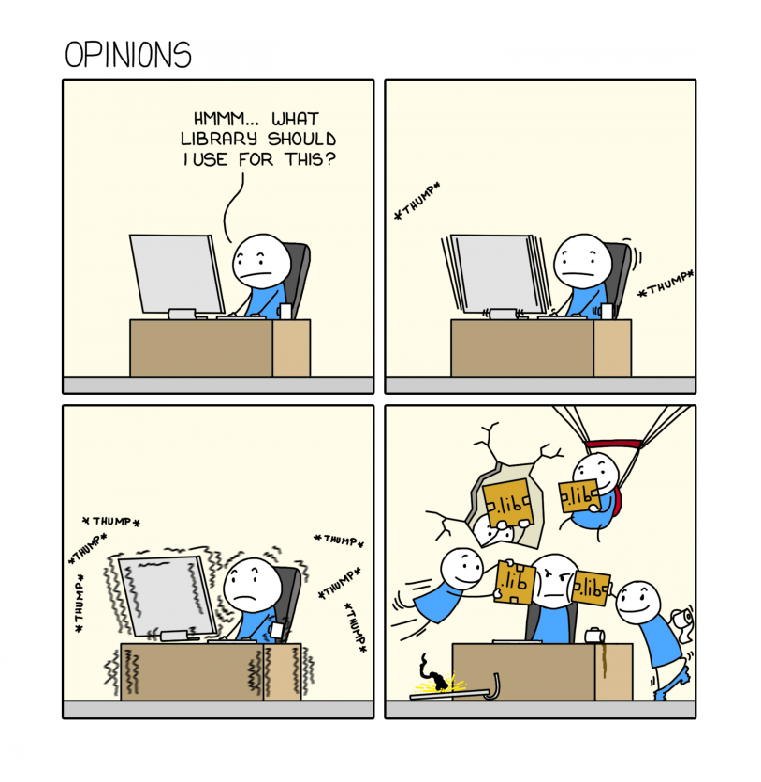 OPINIONS
HMMM... WHAT
LIBRARY SHOULD
I USE FOR THIS?
*THUMP*
*THUMP*
*THUMP*
*THUMP*
*THUMP*
*THUMP*
*THUMP*
*THUMP*
.lib
.lib
.lib
.lib